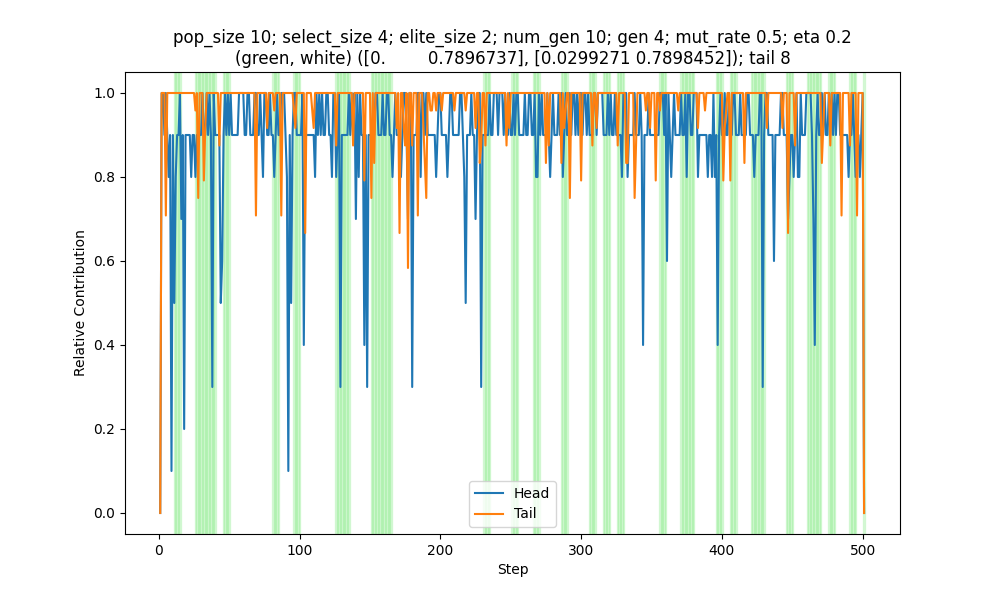 pop_size 10; select_size 4; elite_size 2; num_gen 10; gen 4; mut_rate 0.5; eta 0.2
(green, white) ([0.        0.7896737], [0.0299271 0.7898452]); tail 8
1.0
0.8
0.6
0.4
0.2
0.0
Relative Contribution
Head
Tail
0
100
200
300
400
500
Step